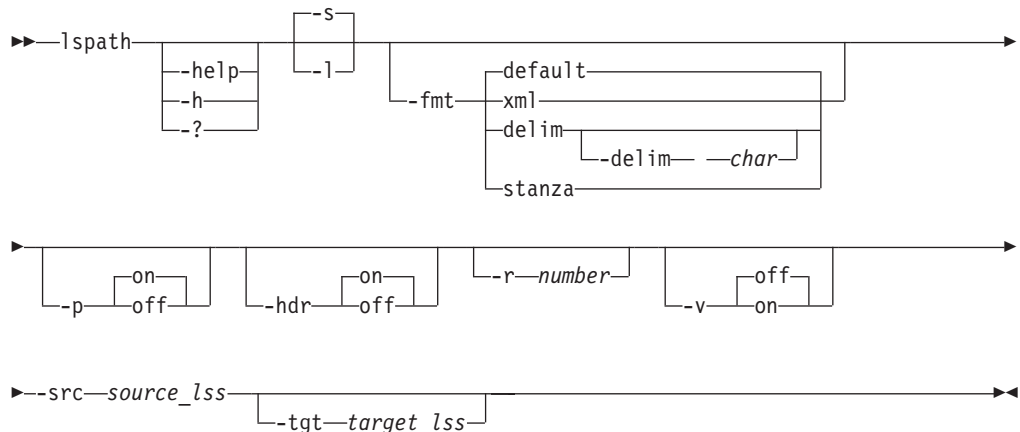 -s
lspath
-help
-l
default
-h
-fmt
xml
-?
delim
-delim char
stanza
on
on
-r number
off
-p
off
-hdr
off
-v
on
-src source_lss
-tgt target lss